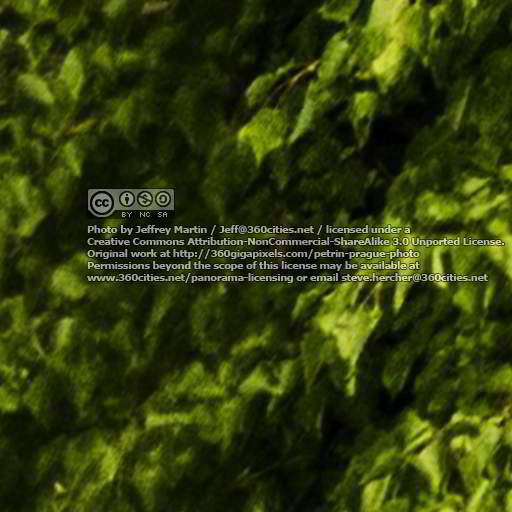 cc
BY NC SA
Photo by Jeffrey Martin / Jeff@360cities.net / licensed under a
Creative Commons Attribution-NonCommercial-ShareAlike 3.0 Unported License.
Original work at http://360gigapixels.com/petrin-prague-photo
Permissions beyond the scope of this license may be available at
www.360cities.net/panorama-licensing or email steve.hercher@360cities.net